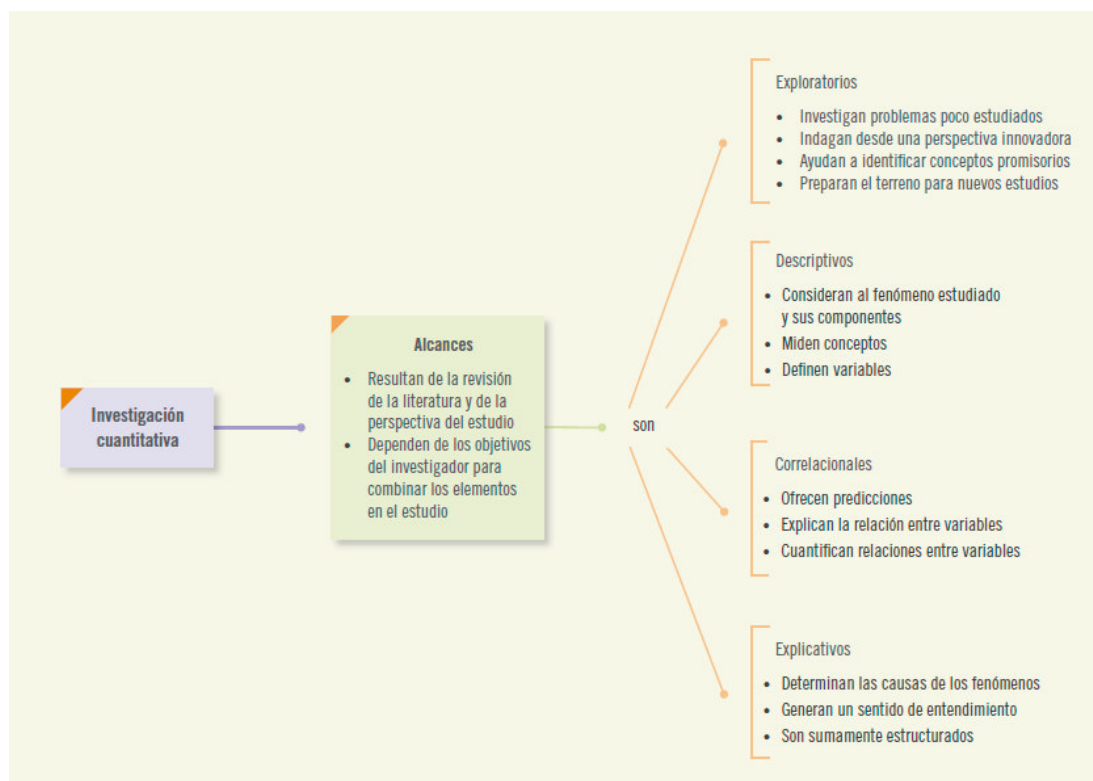 Investigación
cuantitativa
Alcances
• Resultan de la revisión
de la literatura y de la
perspectiva del estudio
• Dependen de los objetivos
del investigador para
combinar los elementos
en el estudio
son
Exploratorios
• Investigan problemas poco estudiados
• Indagan desde una perspectiva innovadora
• Ayudan a identificar conceptos promisorios
• Preparan el terreno para nuevos estudios
Descriptivos
• Consideran al fenómeno estudiado
y sus componentes
• Miden conceptos
• Definen variables
Correlacionales
• Ofrecen predicciones
• Explican la relación entre variables
• Cuantifican relaciones entre variables
Explicativos
• Determinan las causas de los fenómenos
• Generan un sentido de entendimiento
• Son sumamente estructurados